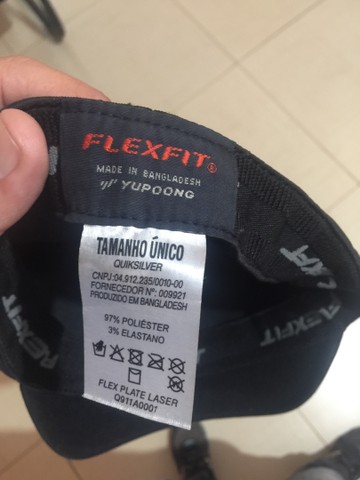 FLEXFIT®
MADE IN BANGLADESH
YUPOONG
TAMANHO ÚNICO
QUIKSILVER
CNPJ:04.912.235/0010-00
FORNECEDOR Nº: 009921
PRODUZIDO EM BANGLADESH
97% POLIÉSTER
3% ELASTANO
FLEX PLATE LASER
Q911A0001
FLEXFIT
FLEXFIT